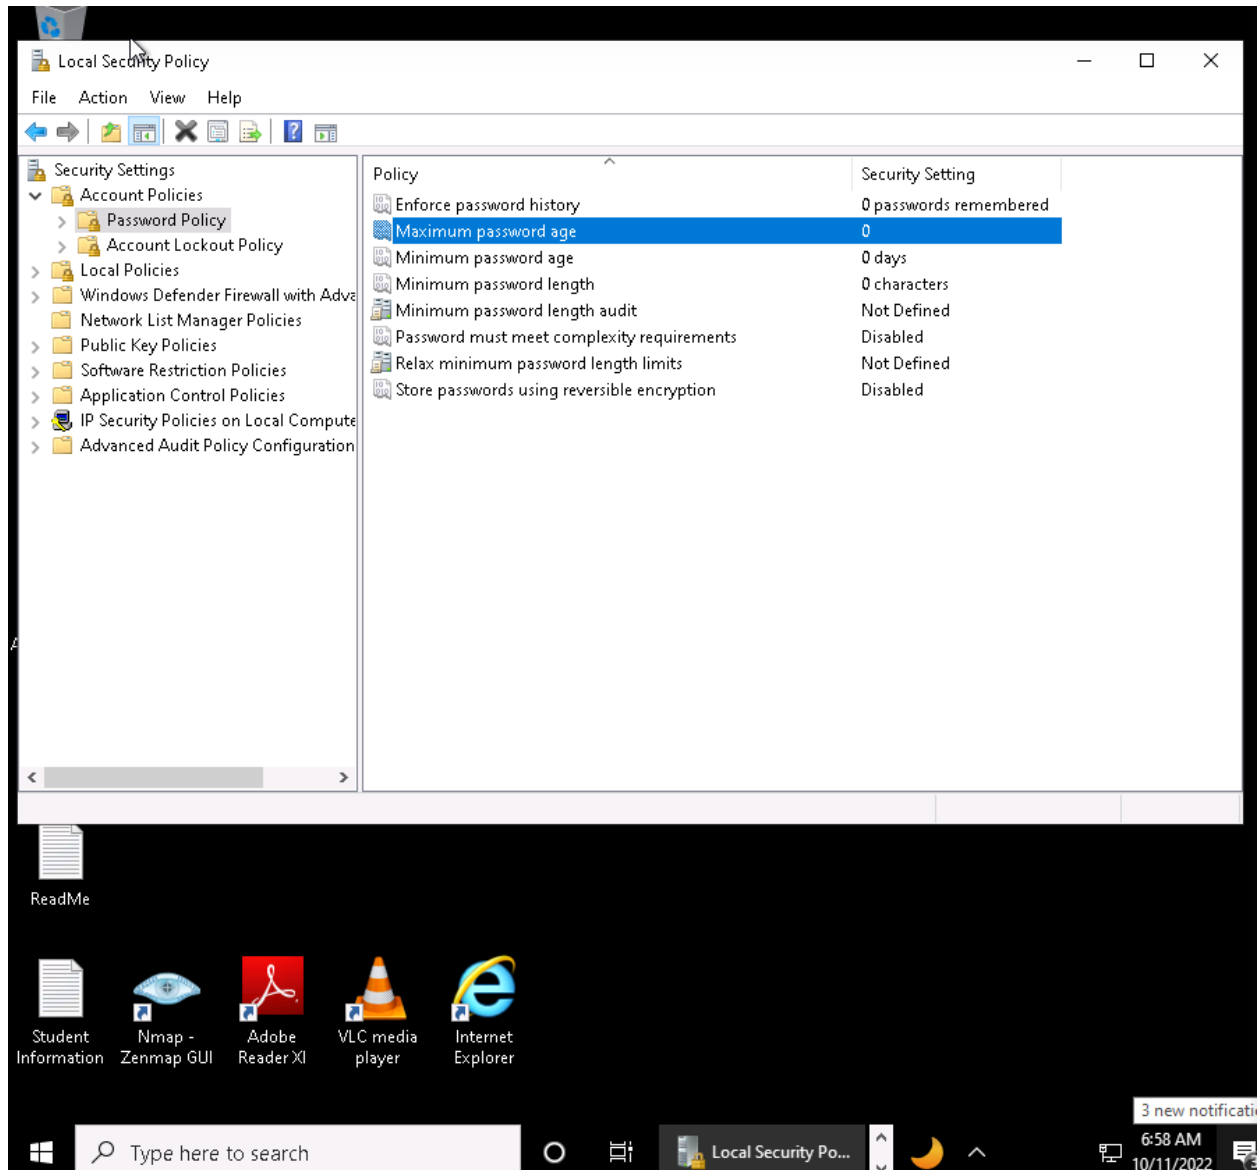 Local Security Policy
File Action View Help
Security Settings
Account Policies
Password Policy
Account Lockout Policy
Local Policies
Windows Defender Firewall with Adva
Network List Manager Policies
Public Key Policies
Software Restriction Policies
Application Control Policies
IP Security Policies on Local Compute
Advanced Audit Policy Configuration
Policy Security Setting
Enforce password history 0 passwords remembered
Maximum password age 0
Minimum password age 0 days
Minimum password length 0 characters
Minimum password length audit Not Defined
Password must meet complexity requirements Disabled
Relax minimum password length limits Not Defined
Store passwords using reversible encryption Disabled
ReadMe
Student Information
Nmap - Zenmap GUI
Adobe Reader XI
VLC media player
Internet Explorer
3 new notificati
Type here to search
Local Security Po...
6:58 AM
10/11/2022